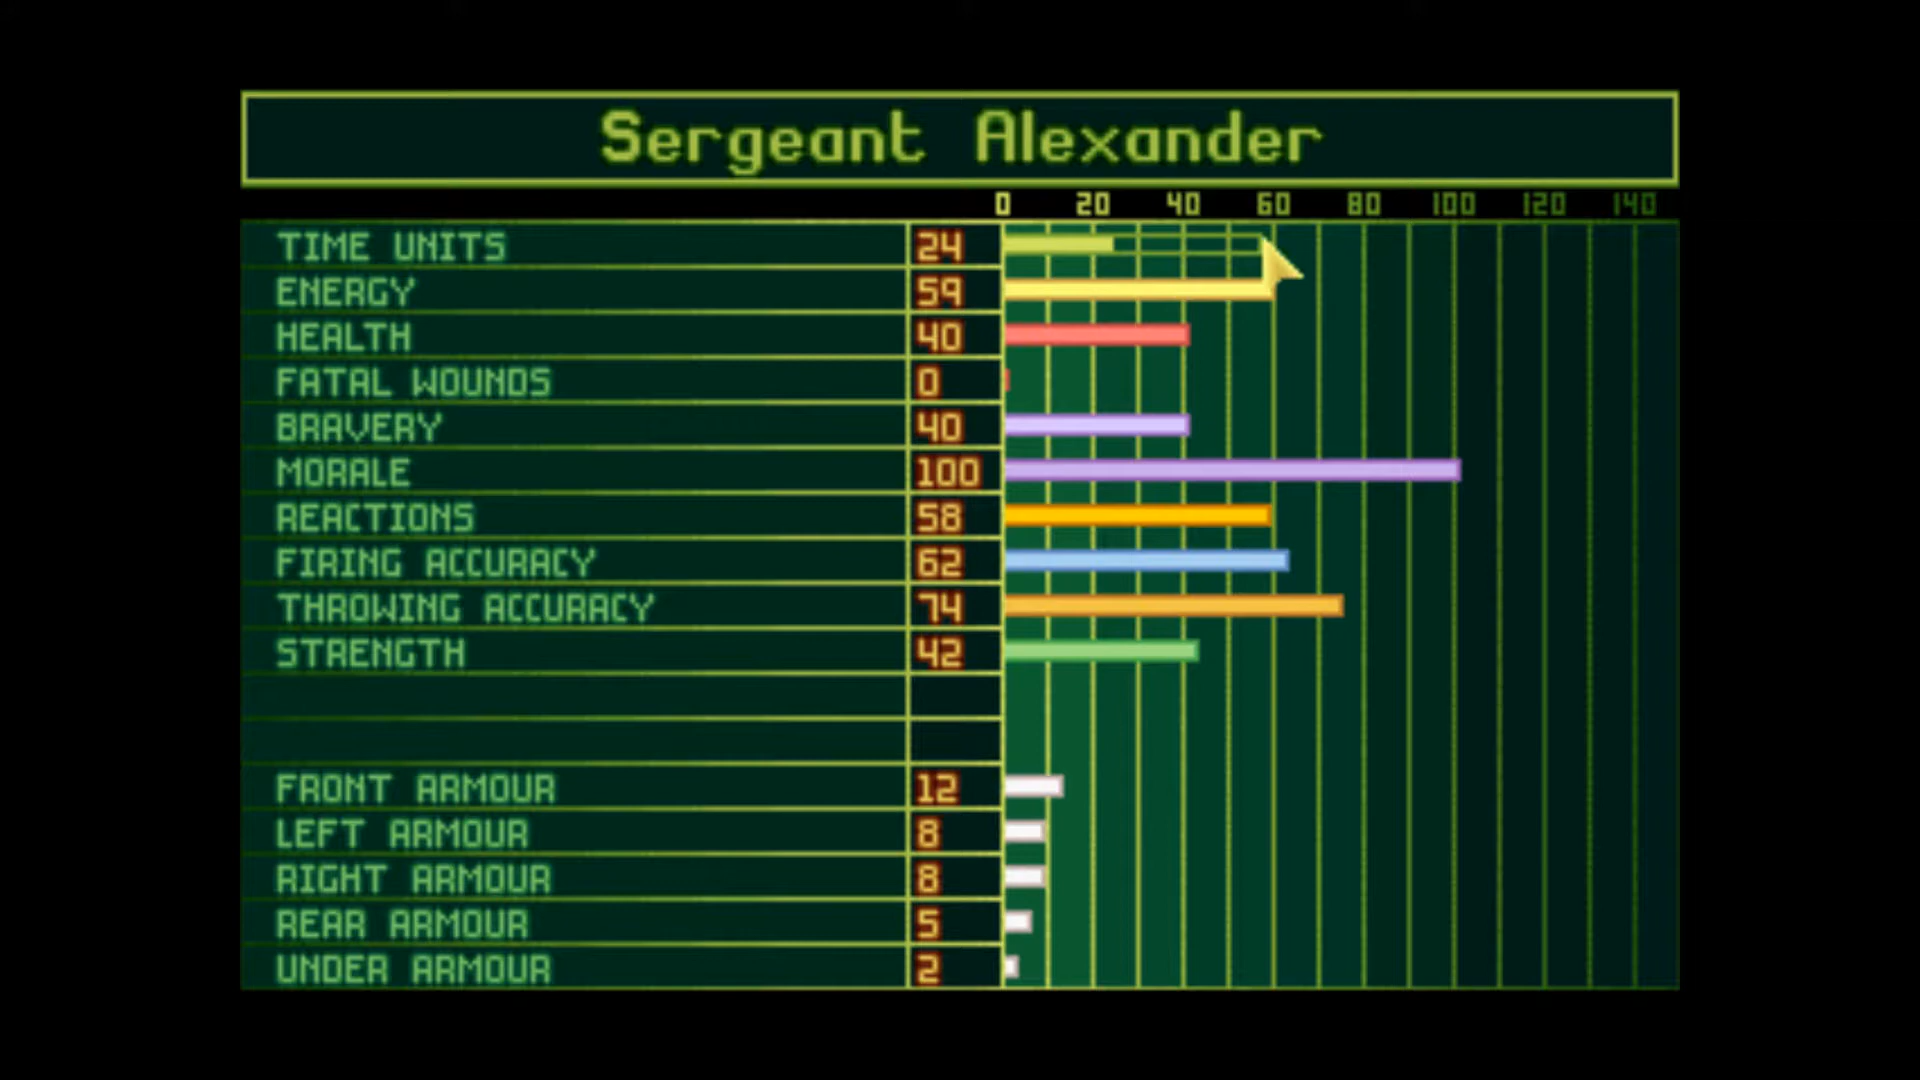 Sergeant Alexander
0 20 40 60 80 100 120 140
TIME UNITS 24
ENERGY 59
HEALTH 40
FATAL WOUNDS 0
BRAVERY 40
MORALE 100
REACTIONS 58
FIRING ACCURACY 62
THROWING ACCURACY 74
STRENGTH 42
FRONT ARMOUR 12
LEFT ARMOUR 8
RIGHT ARMOUR 8
REAR ARMOUR 5
UNDER ARMOUR 2